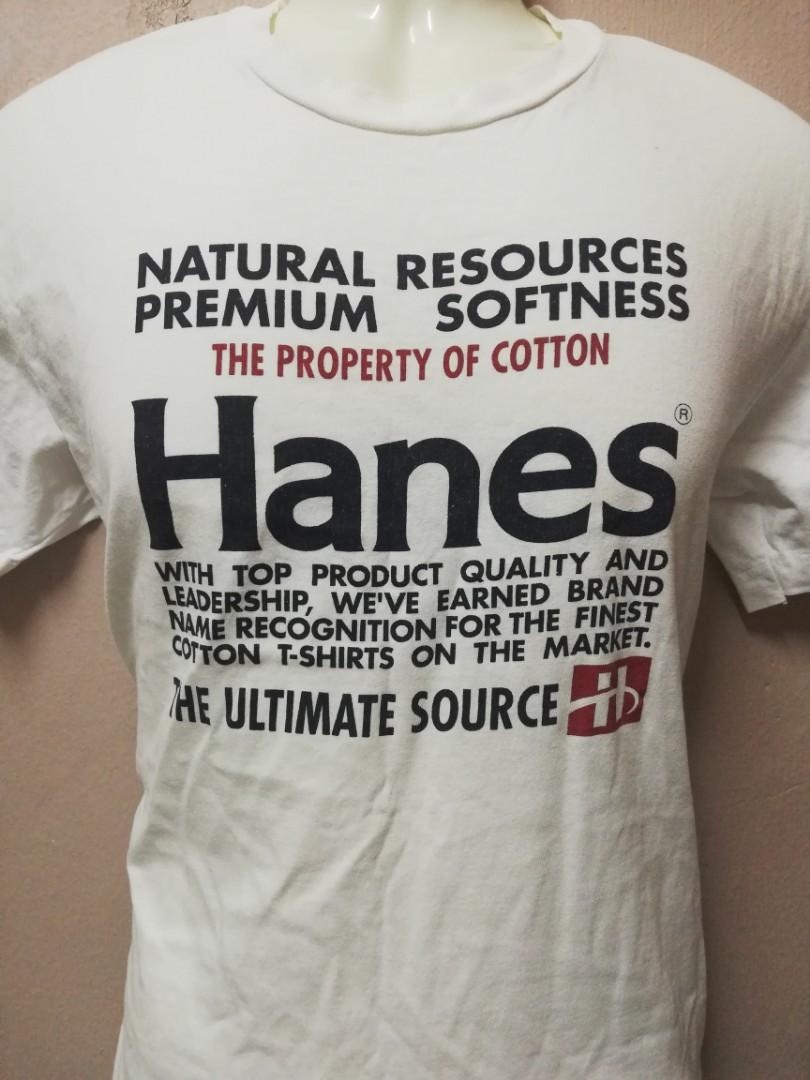 NATURAL RESOURCES
PREMIUM SOFTNESS
THE PROPERTY OF COTTON
Hanes®
WITH TOP PRODUCT QUALITY AND
LEADERSHIP, WE'VE EARNED BRAND
NAME RECOGNITION FOR THE FINEST
COTTON T-SHIRTS ON THE MARKET.
THE ULTIMATE SOURCE